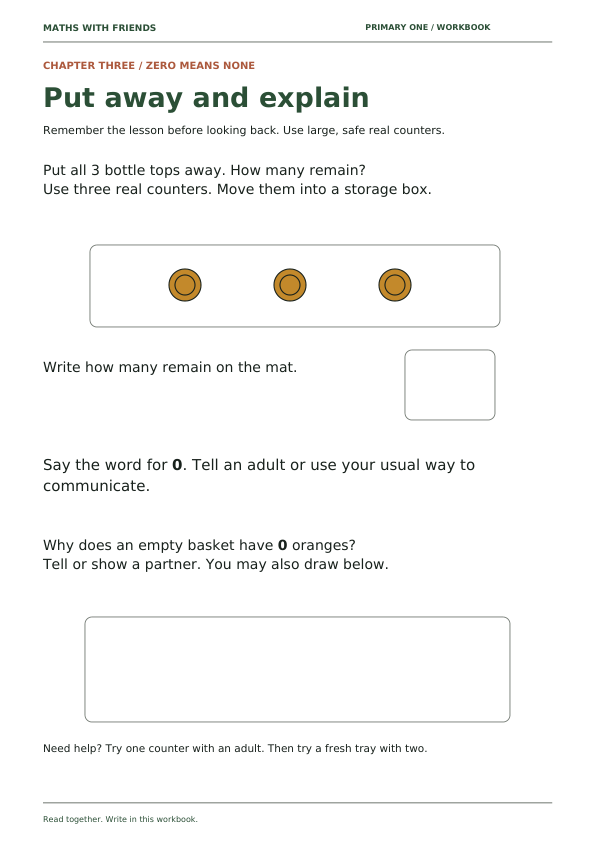 MATHS WITH FRIENDS
PRIMARY ONE / WORKBOOK
CHAPTER THREE / ZERO MEANS NONE
Put away and explain
Remember the lesson before looking back. Use large, safe real counters.
Put all 3 bottle tops away. How many remain?
Use three real counters. Move them into a storage box.
Write how many remain on the mat.
Say the word for 0. Tell an adult or use your usual way to
communicate.
Why does an empty basket have 0 oranges?
Tell or show a partner. You may also draw below.
Need help? Try one counter with an adult. Then try a fresh tray with two.
Read together. Write in this workbook.